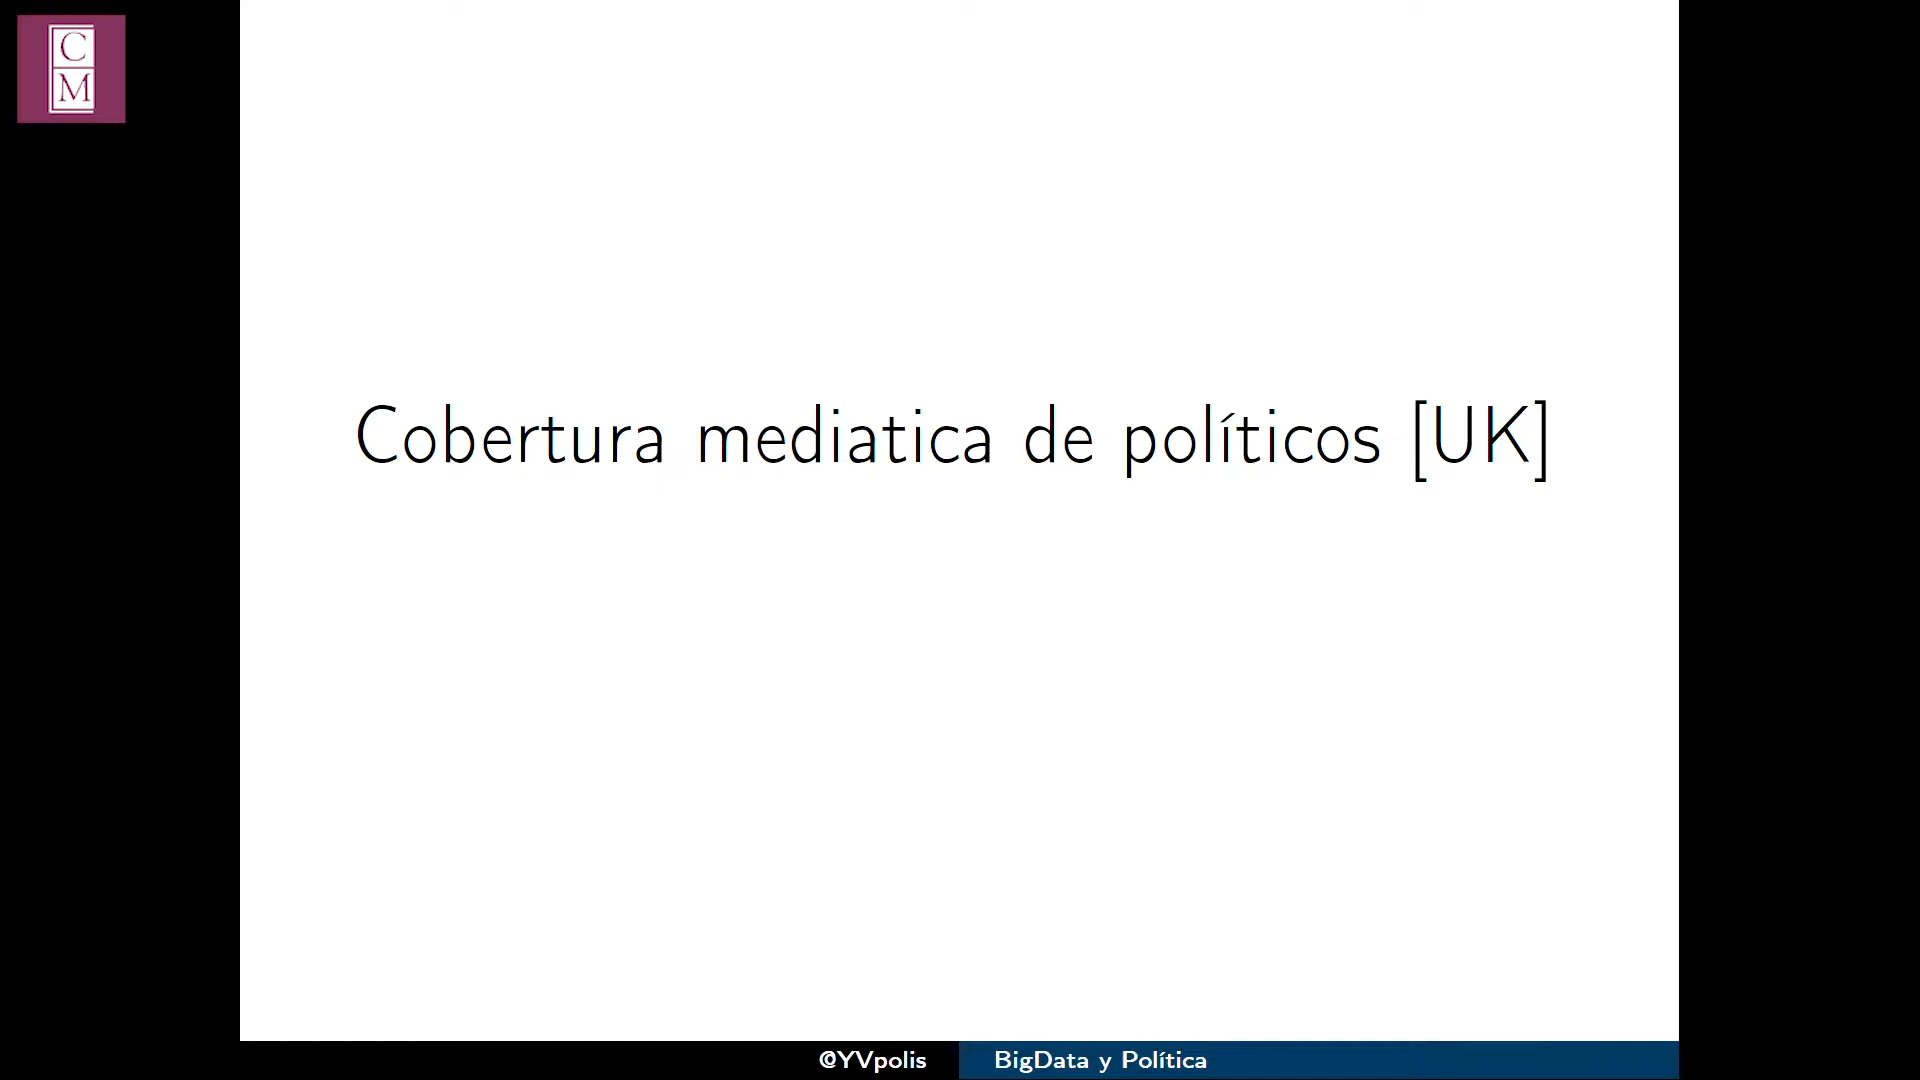 C
M
Cobertura mediatica de políticos [UK]
@YVpolis
BigData y Política